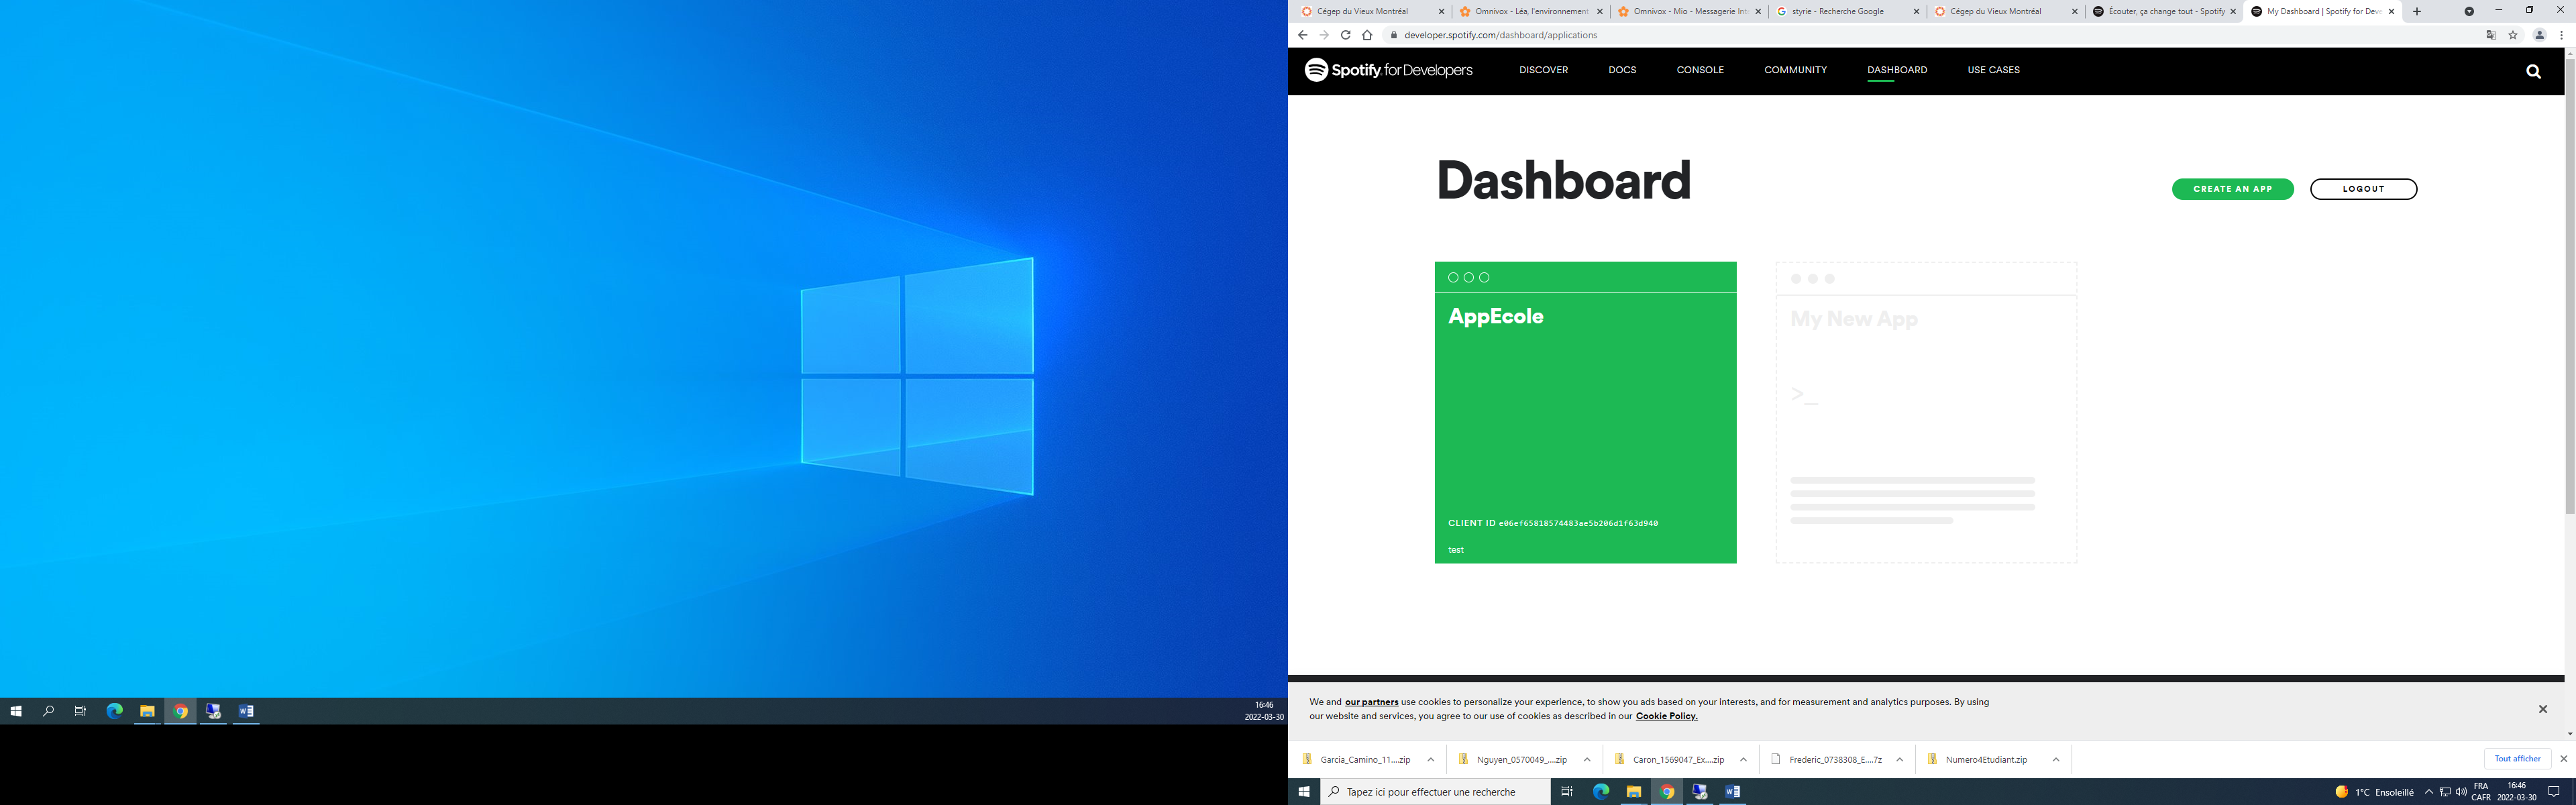 16:46
2022-03-30
Cégep du Vieux Montréal
Omnivox - Léa, l'environnement
Omnivox - Mio - Messagerie Int
styrie - Recherche Google
Cégep du Vieux Montréal
Écouter, ça change tout - Spotify
My Dashboard | Spotify for Deve
developer.spotify.com/dashboard/applications
Spotify for Developers
DISCOVER
DOCS
CONSOLE
COMMUNITY
DASHBOARD
USE CASES
Dashboard
CREATE AN APP
LOGOUT
AppEcole
CLIENT ID e06ef65818574483ae5b206d1f63d940
test
My New App
>_
We and our partners use cookies to personalize your experience, to show you ads based on your interests, and for measurement and analytics purposes. By using
our website and services, you agree to our use of cookies as described in our Cookie Policy.
Garcia_Camino_11....zip
Nguyen_0570049_....zip
Caron_1569047_Ex....zip
Frederic_0738308_E....7z
Numero4Etudiant.zip
Tout afficher
Tapez ici pour effectuer une recherche
1°C Ensoleillé
FRA
CAFR
16:46
2022-03-30